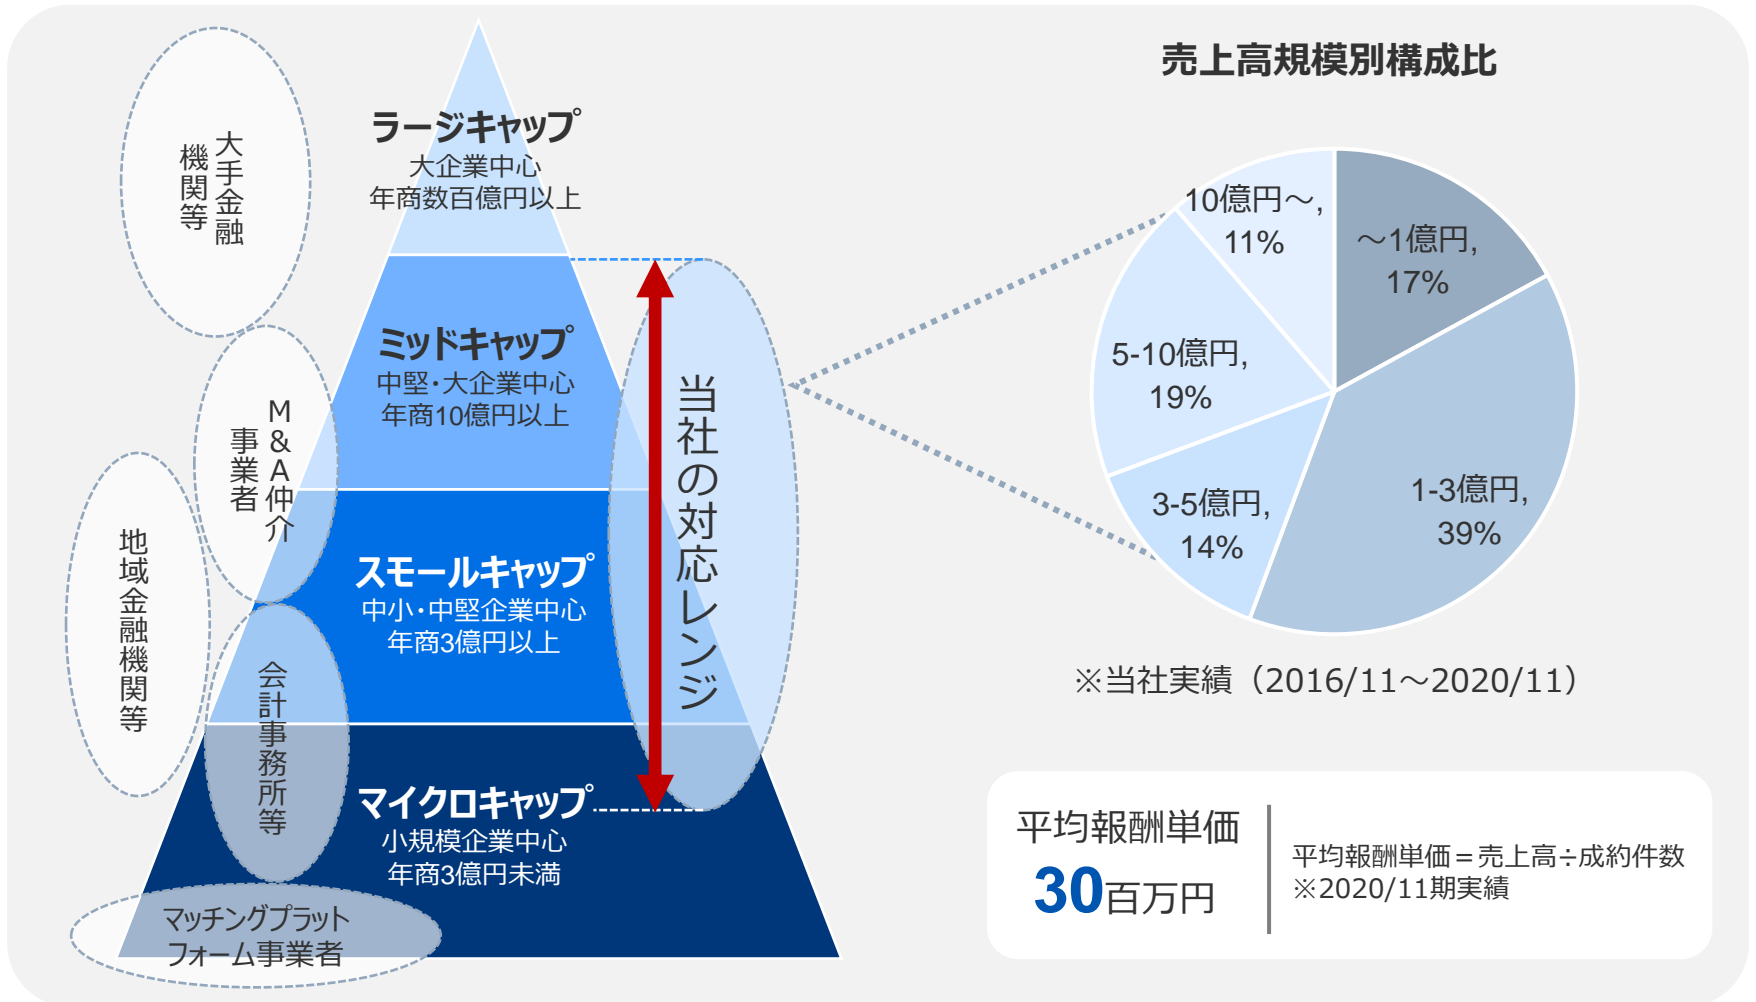 大手金融
機関等
M&A仲介
事業者
地域金融機関等
会計事務所等
マッチングプラット
フォーム事業者
ラージキャップ
大企業中心
年商数百億円以上
ミッドキャップ
中堅・大企業中心
年商10億円以上
スモールキャップ
中小・中堅企業中心
年商3億円以上
マイクロキャップ
小規模企業中心
年商3億円未満
当社の対応レンジ
売上高規模別構成比
～1億円,
17%
1-3億円,
39%
3-5億円,
14%
5-10億円,
19%
10億円～,
11%
※当社実績（2016/11～2020/11）
平均報酬単価
30百万円
平均報酬単価＝売上高÷成約件数
※2020/11期実績